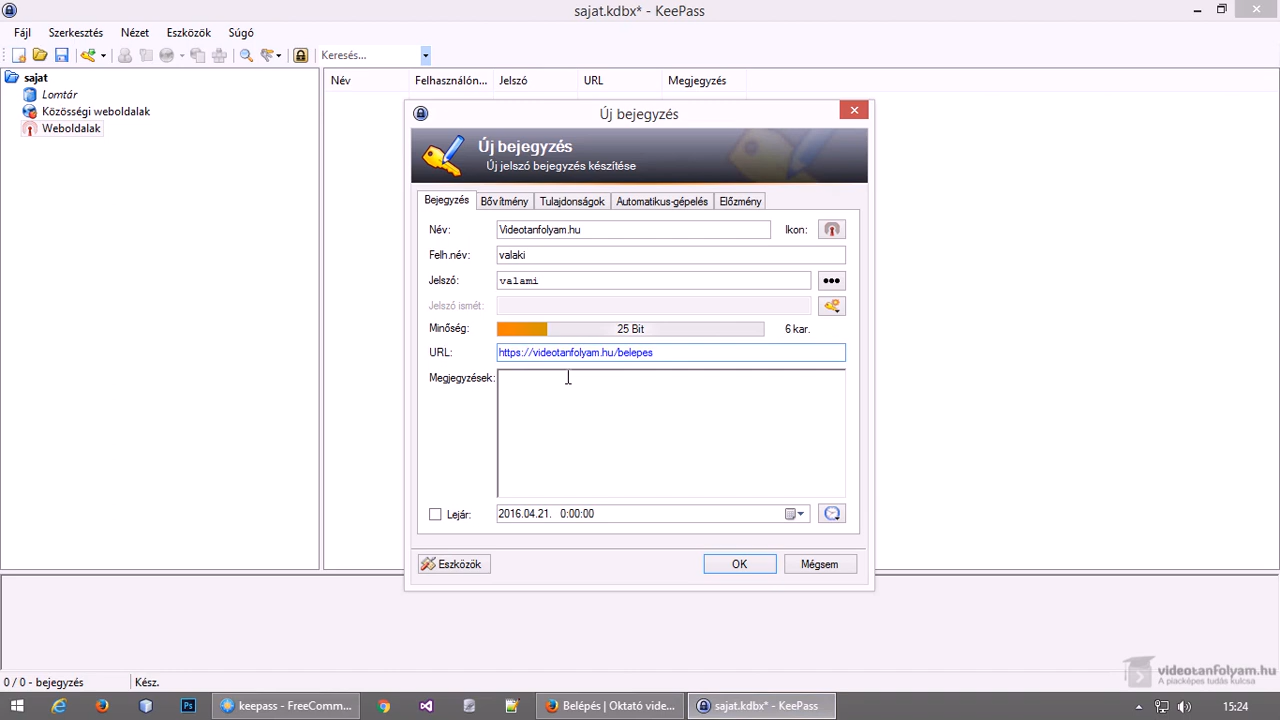 sajat.kdbx* - KeePass
Fájl Szerkesztés Nézet Eszközök Súgó
Keresés...
sajat
Lomtár
Közösségi weboldalak
Weboldalak
Név Felhasználón... Jelszó URL Megjegyzés
Új bejegyzés
Új bejegyzés
Új jelszó bejegyzés készítése
Bejegyzés Bővítmény Tulajdonságok Automatikus-gépelés Előzmény
Név: Videotanfolyam.hu Ikon:
Felh.név: valaki
Jelszó: valami
Jelszó ismét:
Minőség: 25 Bit 6 kar.
URL: https://videotanfolyam.hu/belepes
Megjegyzések:
Lejár: 2016.04.21. 0:00:00
Eszközök OK Mégsem
videotanfolyam.hu
A piacképes tudás kulcsa
0 / 0 - bejegyzés Kész.
keepass - FreeComm... Belépés | Oktató vide... sajat.kdbx* - KeePass 15:24